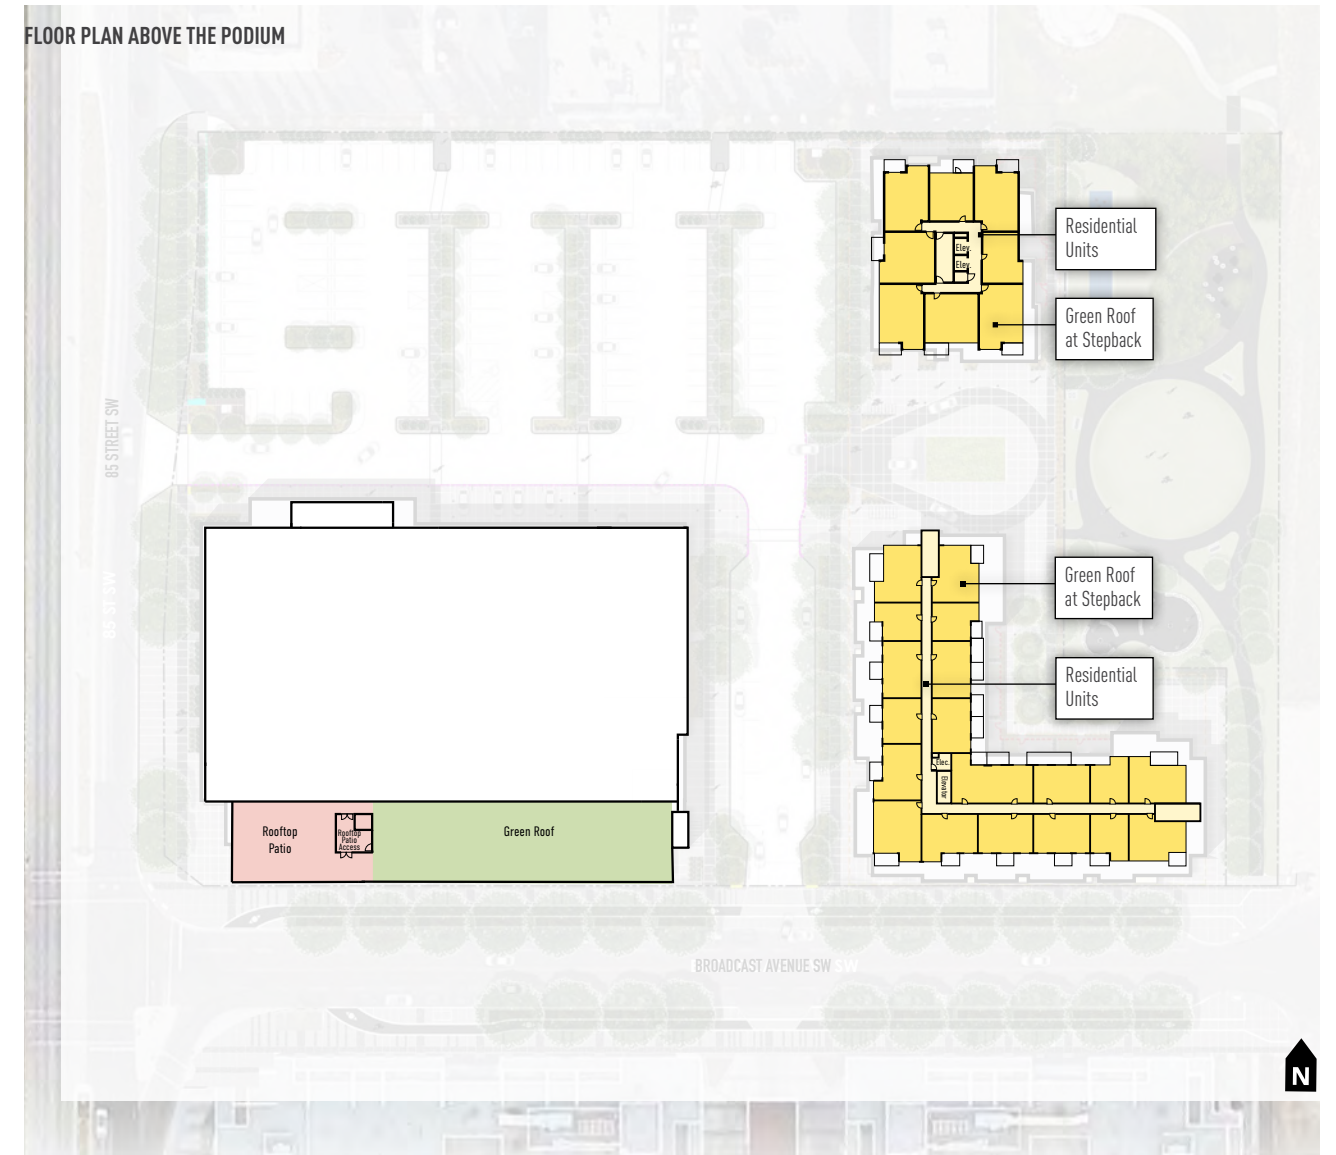 FLOOR PLAN ABOVE THE PODIUM
Residential
Units
Elev.
Elev.
Green Roof
at Stepback
85 STREET SW
85 ST SW
Green Roof
at Stepback
Residential
Units
Elec.
Elevator
Rooftop
Patio
Rooftop
Patio
Access
Green Roof
BROADCAST AVENUE SW SW
N